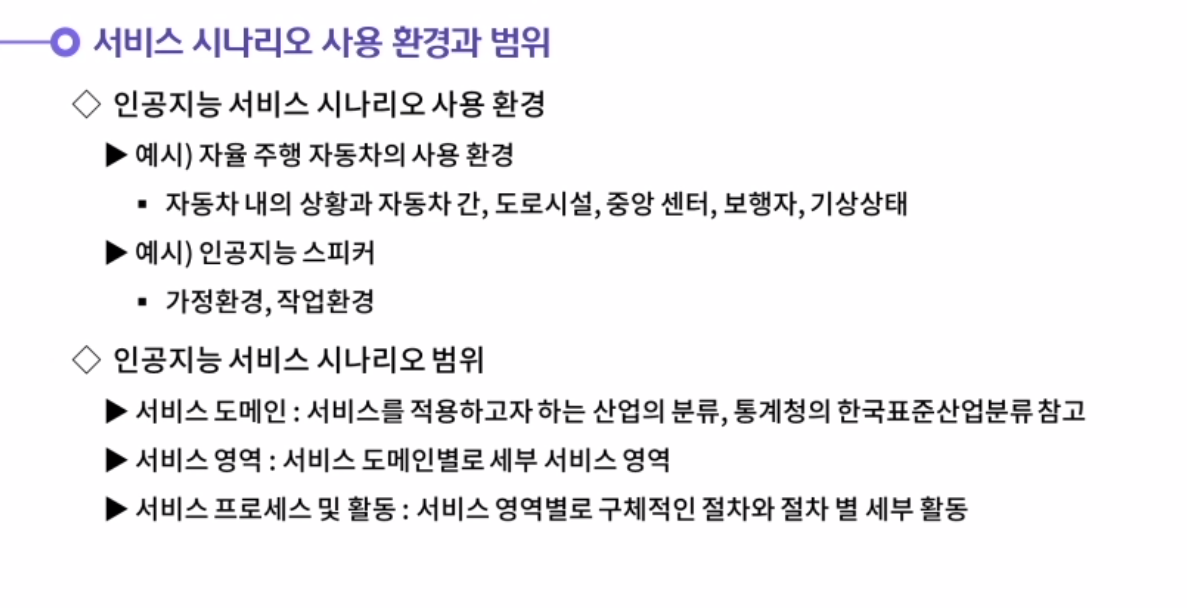 서비스 시나리오 사용 환경과 범위
◇ 인공지능 서비스 시나리오 사용 환경
▶ 예시) 자율 주행 자동차의 사용 환경
▪ 자동차 내의 상황과 자동차 간, 도로시설, 중앙 센터, 보행자, 기상상태
▶ 예시) 인공지능 스피커
▪ 가정환경, 작업환경
◇ 인공지능 서비스 시나리오 범위
▶ 서비스 도메인 : 서비스를 적용하고자 하는 산업의 분류, 통계청의 한국표준산업분류 참고
▶ 서비스 영역 : 서비스 도메인별로 세부 서비스 영역
▶ 서비스 프로세스 및 활동 : 서비스 영역별로 구체적인 절차와 절차 별 세부 활동